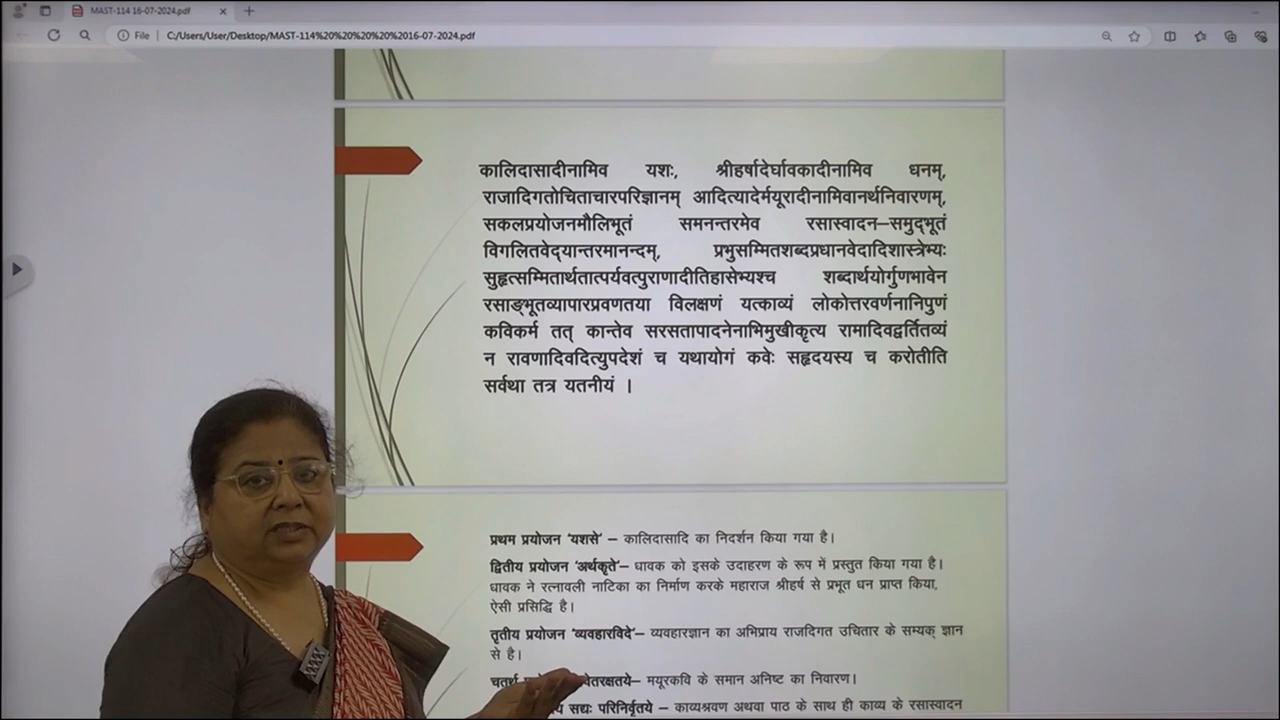 MAST-114 16-07-2024.pdf
File C:/Users/User/Desktop/MAST-114%20%20%20%20%2016-07-2024.pdf
कालिदासादीनामिव यशः, श्रीहर्षादेर्घावकादीनामिव धनम्,
राजादिगतोचिताचारपरिज्ञानम् आदित्यादेर्मयूरादीनामिवानर्थनिवारणम्,
सकलप्रयोजनमौलिभूतं समनन्तरमेव रसास्वादन–समुद्भूतं
विगलितवेद्यान्तरमानन्दम्, प्रभुसम्मितशब्दप्रधानवेदादिशास्त्रेभ्यः
सुहृत्सम्मितार्थतात्पर्यवत्पुराणादीतिहासेभ्यश्च शब्दार्थयोर्गुणभावेन
रसाङ्भूतव्यापारप्रवणतया विलक्षणं यत्काव्यं लोकोत्तरवर्णनानिपुणं
कविकर्म तत् कान्तेव सरसतापादनेनाभिमुखीकृत्य रामादिवद्वर्तितव्यं
न रावणादिवदित्युपदेशं च यथायोगं कवेः सहृदयस्य च करोतीति
सर्वथा तत्र यतनीयं ।
प्रथम प्रयोजन ‘यशसे’ – कालिदासादि का निदर्शन किया गया है।
द्वितीय प्रयोजन ‘अर्थकृते’– धावक को इसके उदाहरण के रूप में प्रस्तुत किया गया है।
धावक ने रत्नावली नाटिका का निर्माण करके महाराज श्रीहर्ष से प्रभूत धन प्राप्त किया,
ऐसी प्रसिद्धि है।
तृतीय प्रयोजन ‘व्यवहारविदे’– व्यवहारज्ञान का अभिप्राय राजदिगत उचितार के सम्यक् ज्ञान
से है।
चतुर्थ – मयूरकवि के समान अनिष्ट का निवारण।
सद्यः परिनिर्वृतये – काव्यश्रवण अथवा पाठ के साथ ही काव्य के रसास्वादन